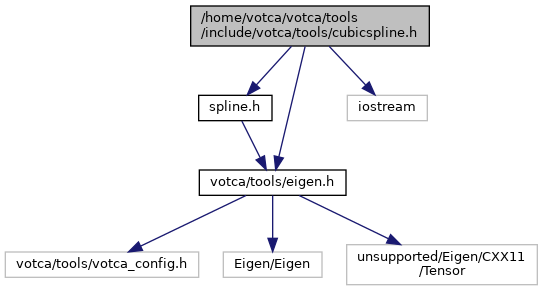 /home/votca/votca/tools
/include/votca/tools/cubicspline.h
spline.h
iostream
votca/tools/eigen.h
votca/tools/votca_config.h
Eigen/Eigen
unsupported/Eigen/CXX11
/Tensor